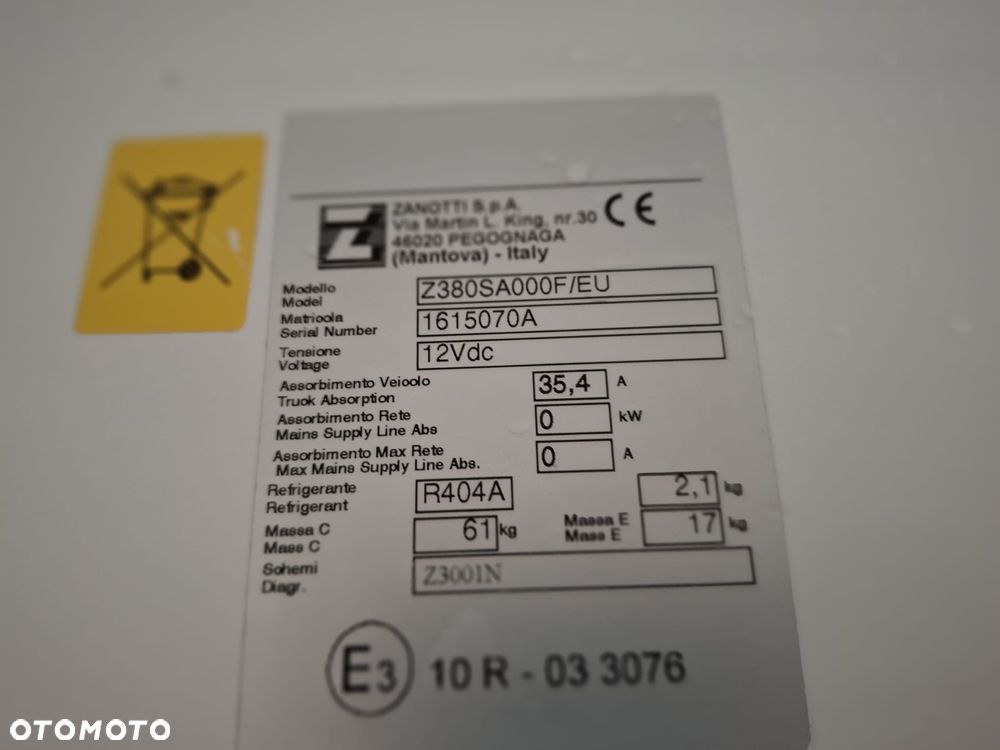 ZANOTTI S.p.A.
Via Martin L. King, nr.30
46020 PEGOGNAGA
(Mantova) - Italy
CE
Modello
Model
Z380SA000F/EU
Matricola
Serial Number
1615070A
Tensione
Voltage
12Vdc
Assorbimento Veicolo
Truck Absorption
35,4 A
Assorbimento Rete
Mains Supply Line Abs
0 kW
Assorbimento Max Rete
Max Mains Supply Line Abs.
0 A
Refrigerante
Refrigerant
R404A 2,1 kg
Massa C
Mass C
61 kg
Massa E
Mass E
17 kg
Schemi
Diagr.
Z3001N
E3 10 R - 03 3076
OTOMOTO